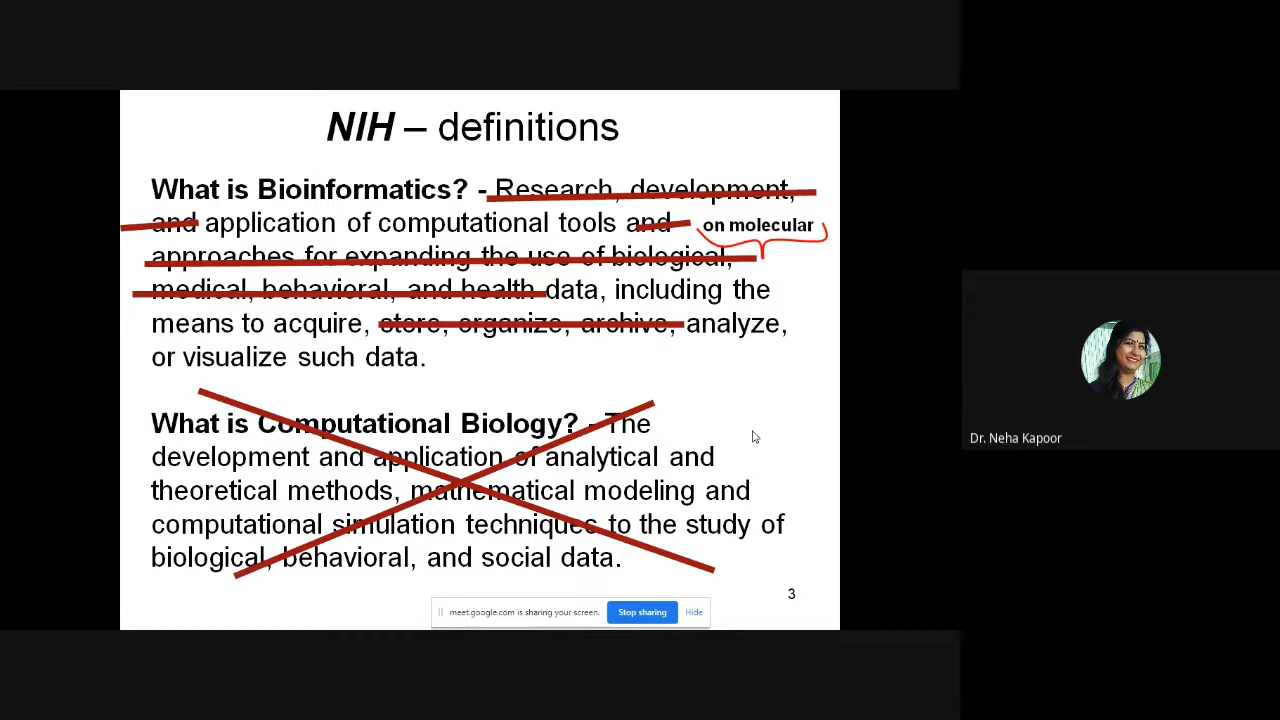 NIH – definitions
What is Bioinformatics? - Research, development,
and application of computational tools and on molecular
approaches for expanding the use of biological,
medical, behavioral, and health data, including the
means to acquire, store, organize, archive, analyze,
or visualize such data.
What is Computational Biology? - The
development and application of analytical and
theoretical methods, mathematical modeling and
computational simulation techniques to the study of
biological, behavioral, and social data.
3
meet.google.com is sharing your screen. Stop sharing Hide
Dr. Neha Kapoor